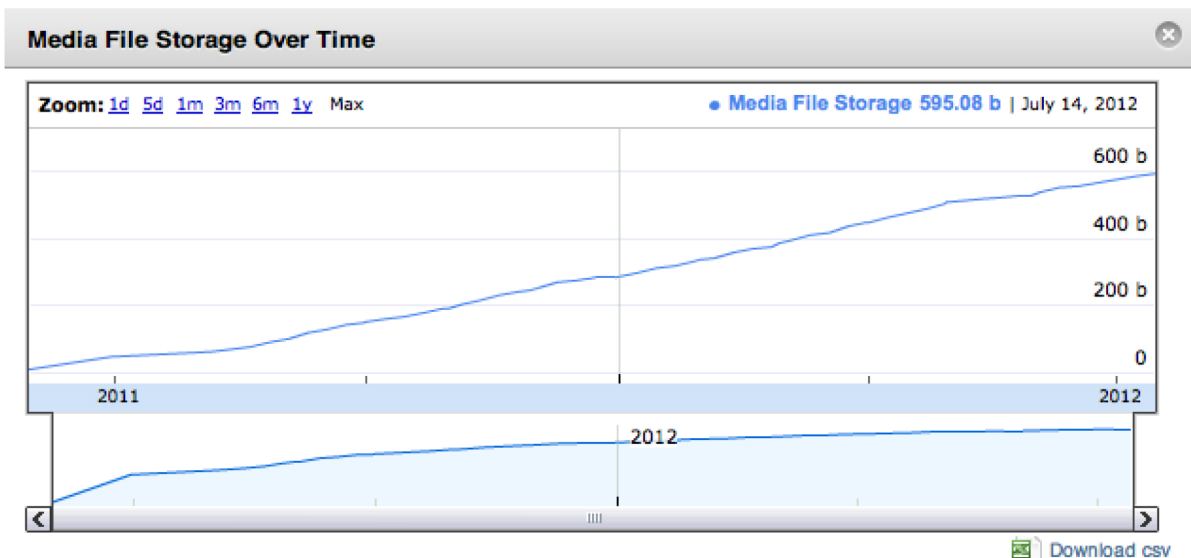 Media File Storage Over Time
Zoom: 1d 5d 1m 3m 6m 1y Max
● Media File Storage 595.08 b | July 14, 2012
600 b
400 b
200 b
0
2011
2012
2012
Download csv